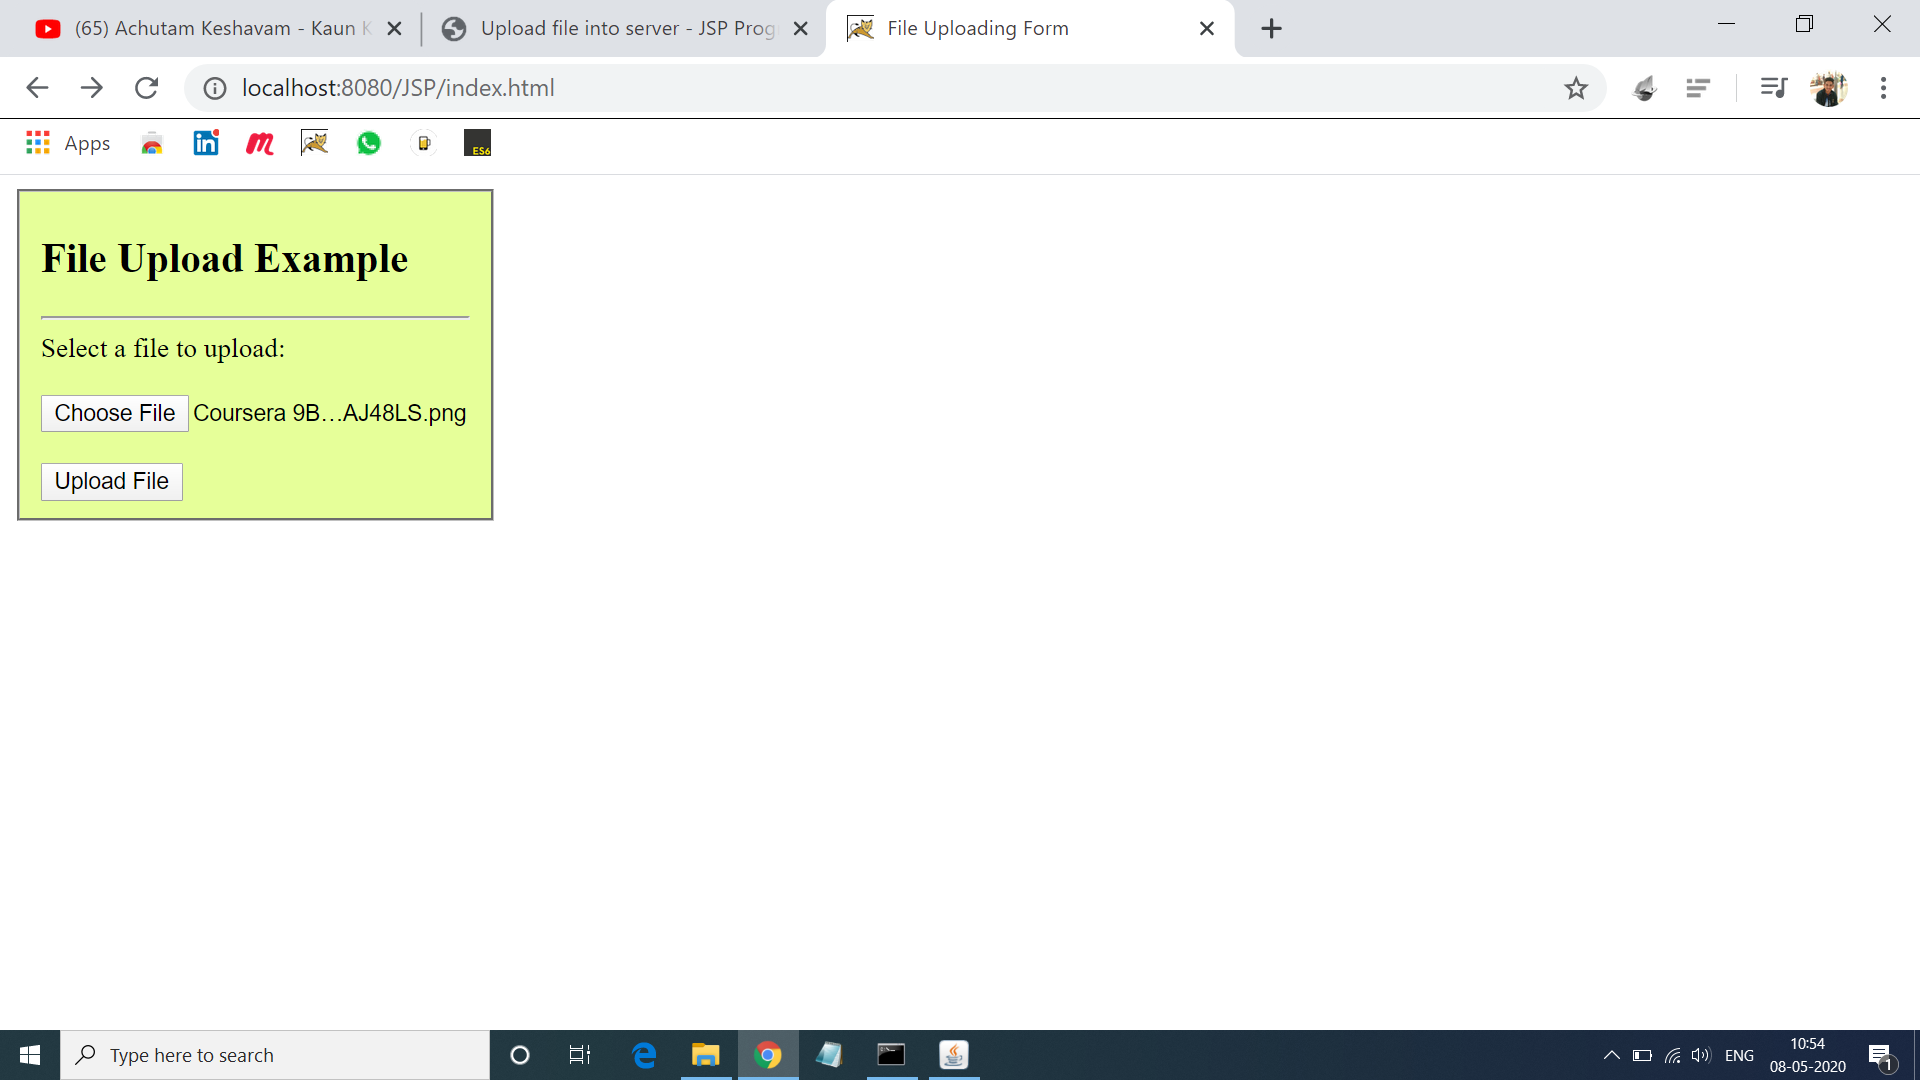 (65) Achutam Keshavam - Kaun K
Upload file into server - JSP Prog
File Uploading Form
localhost:8080/JSP/index.html
Apps
in
m
ES6
File Upload Example
Select a file to upload:
Choose File Coursera 9B...AJ48LS.png
Upload File
Type here to search
ENG
10:54
08-05-2020
1